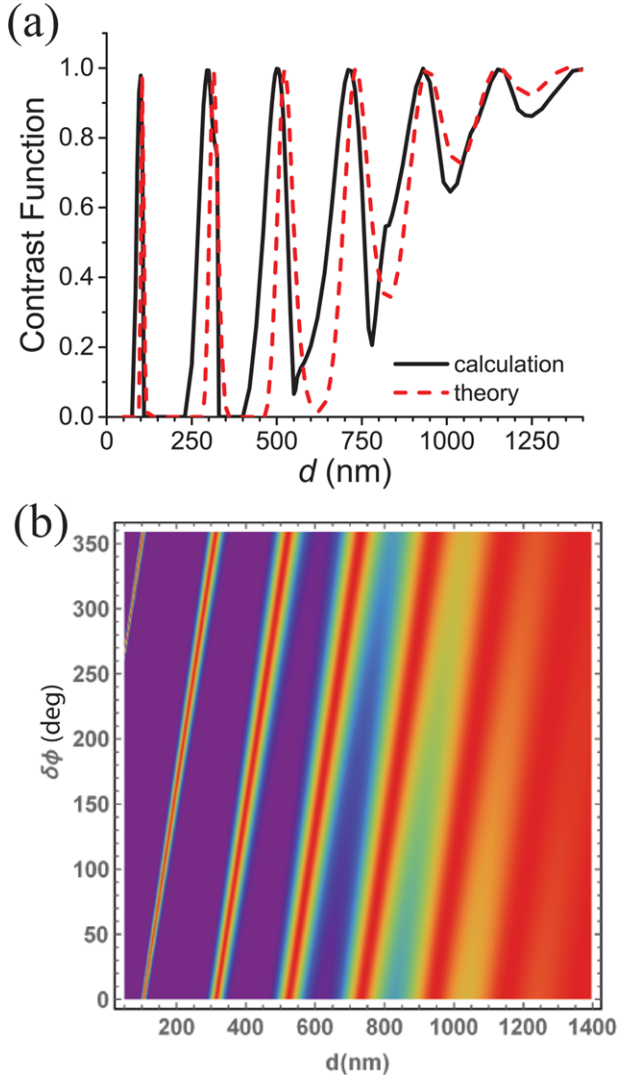 (a)
1.0
0.8
0.6
0.4
0.2
0.0
Contrast Function
calculation
theory
0 250 500 750 1000 1250
d (nm)
(b)
350
300
250
200
150
100
50
0
δϕ (deg)
200 400 600 800 1000 1200 1400
d(nm)